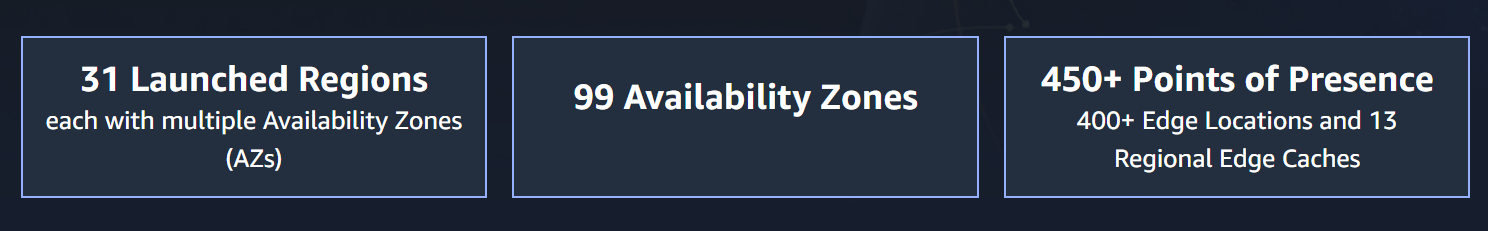 31 Launched Regions
each with multiple Availability Zones
(AZs)
99 Availability Zones
450+ Points of Presence
400+ Edge Locations and 13
Regional Edge Caches